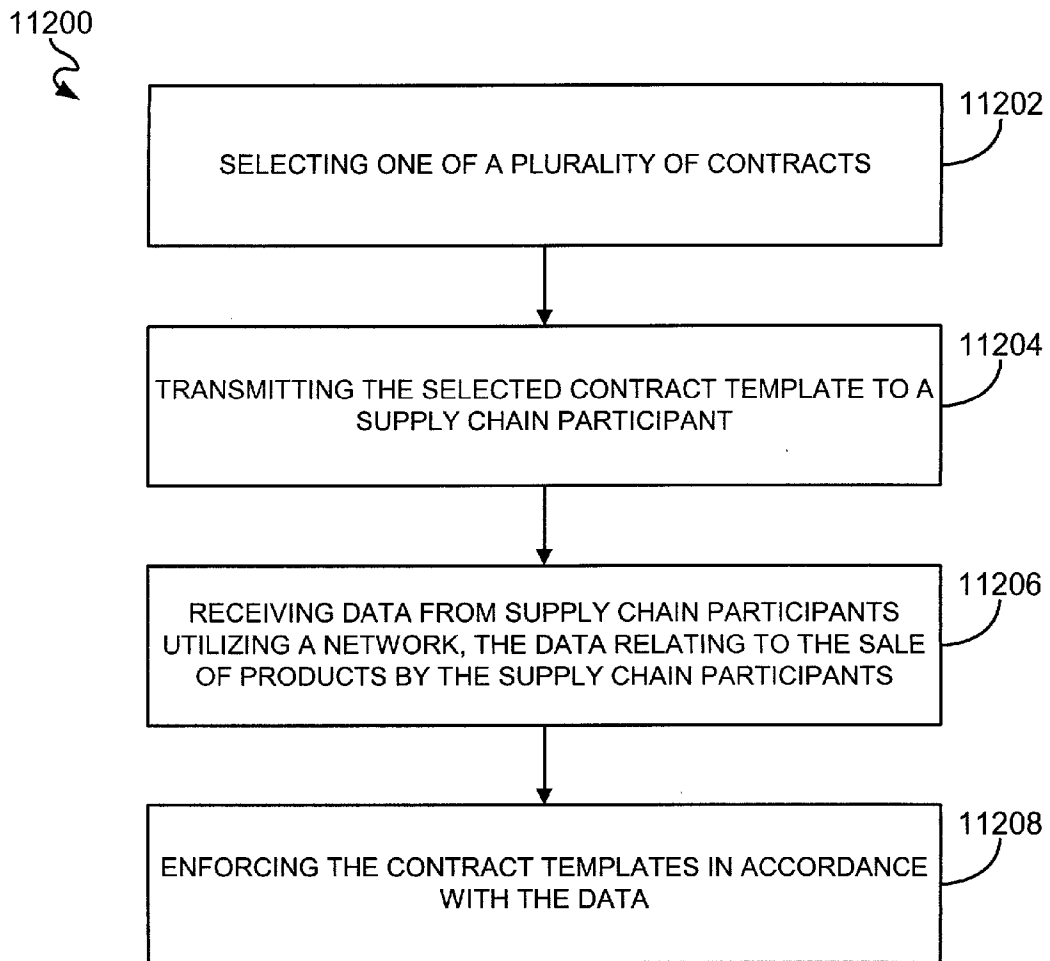 11200
11202
SELECTING ONE OF A PLURALITY OF CONTRACTS
11204
TRANSMITTING THE SELECTED CONTRACT TEMPLATE TO A
SUPPLY CHAIN PARTICIPANT
11206
RECEIVING DATA FROM SUPPLY CHAIN PARTICIPANTS
UTILIZING A NETWORK, THE DATA RELATING TO THE SALE
OF PRODUCTS BY THE SUPPLY CHAIN PARTICIPANTS
11208
ENFORCING THE CONTRACT TEMPLATES IN ACCORDANCE
WITH THE DATA